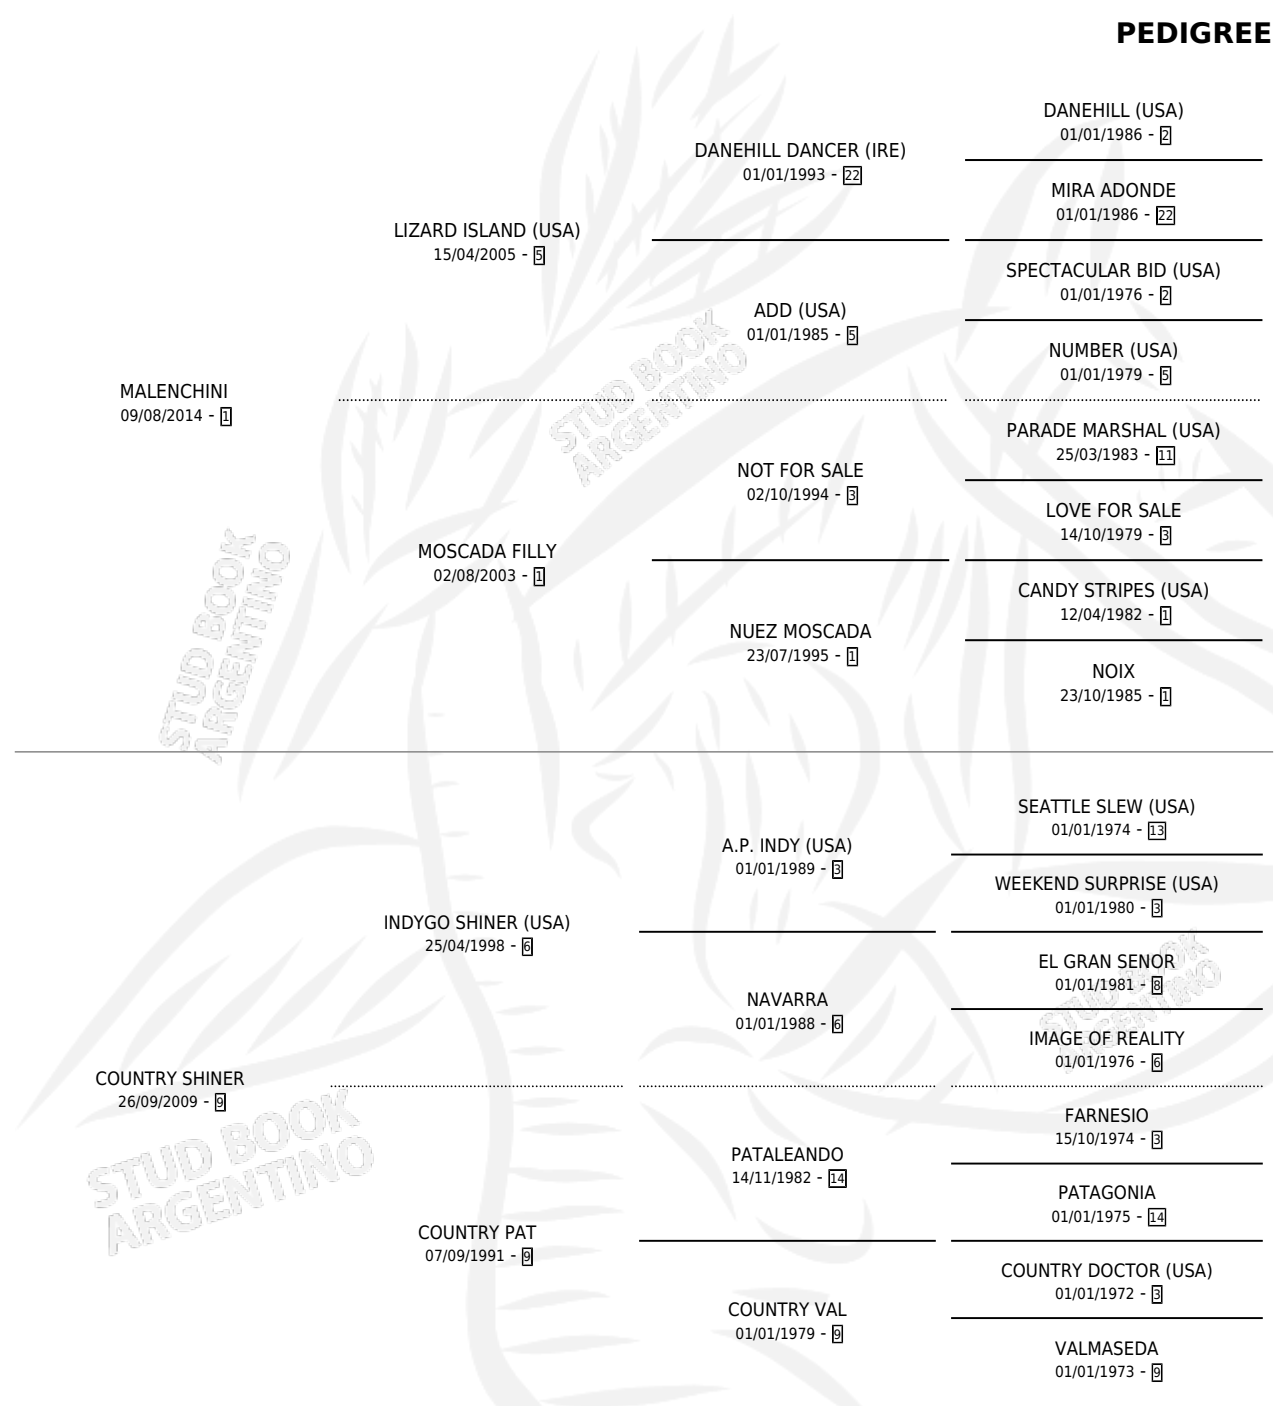 PEDIGREE
DANEHILL (USA)
01/01/1986 - 2
DANEHILL DANCER (IRE)
01/01/1993 - 22
MIRA ADONDE
01/01/1986 - 22
LIZARD ISLAND (USA)
15/04/2005 - 5
SPECTACULAR BID (USA)
01/01/1976 - 2
ADD (USA)
01/01/1985 - 5
NUMBER (USA)
01/01/1979 - 5
MALENCHINI
09/08/2014 - 1
STUD BOOK
ARGENTINO
PARADE MARSHAL (USA)
25/03/1983 - 11
NOT FOR SALE
02/10/1994 - 3
LOVE FOR SALE
14/10/1979 - 3
MOSCADA FILLY
02/08/2003 - 1
CANDY STRIPES (USA)
12/04/1982 - 1
NUEZ MOSCADA
23/07/1995 - 1
NOIX
23/10/1985 - 1
STUD BOOK
ARGENTINO
SEATTLE SLEW (USA)
01/01/1974 - 13
A.P. INDY (USA)
01/01/1989 - 3
WEEKEND SURPRISE (USA)
01/01/1980 - 3
INDYGO SHINER (USA)
25/04/1998 - 6
EL GRAN SENOR
01/01/1981 - 8
NAVARRA
01/01/1988 - 6
IMAGE OF REALITY
01/01/1976 - 6
STUD BOOK
ARGENTINO
COUNTRY SHINER
26/09/2009 - 9
FARNESIO
15/10/1974 - 3
PATALEANDO
14/11/1982 - 14
PATAGONIA
01/01/1975 - 14
STUD BOOK
ARGENTINO
COUNTRY PAT
07/09/1991 - 9
COUNTRY DOCTOR (USA)
01/01/1972 - 3
COUNTRY VAL
01/01/1979 - 9
VALMASEDA
01/01/1973 - 9